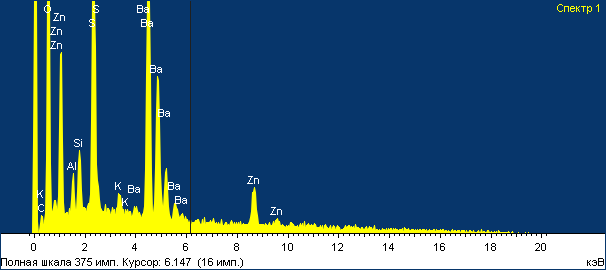 Спектр 1
O
S
Ba
Zn
S
Ba
Zn
Zn
Ba
Ba
Si
Al
K
Ba
Ba
Zn
K
C
K
Ba
Zn
0 2 4 6 8 10 12 14 16 18 20
Полная шкала 375 имп. Курсор: 6.147 (16 имп.) кэВ